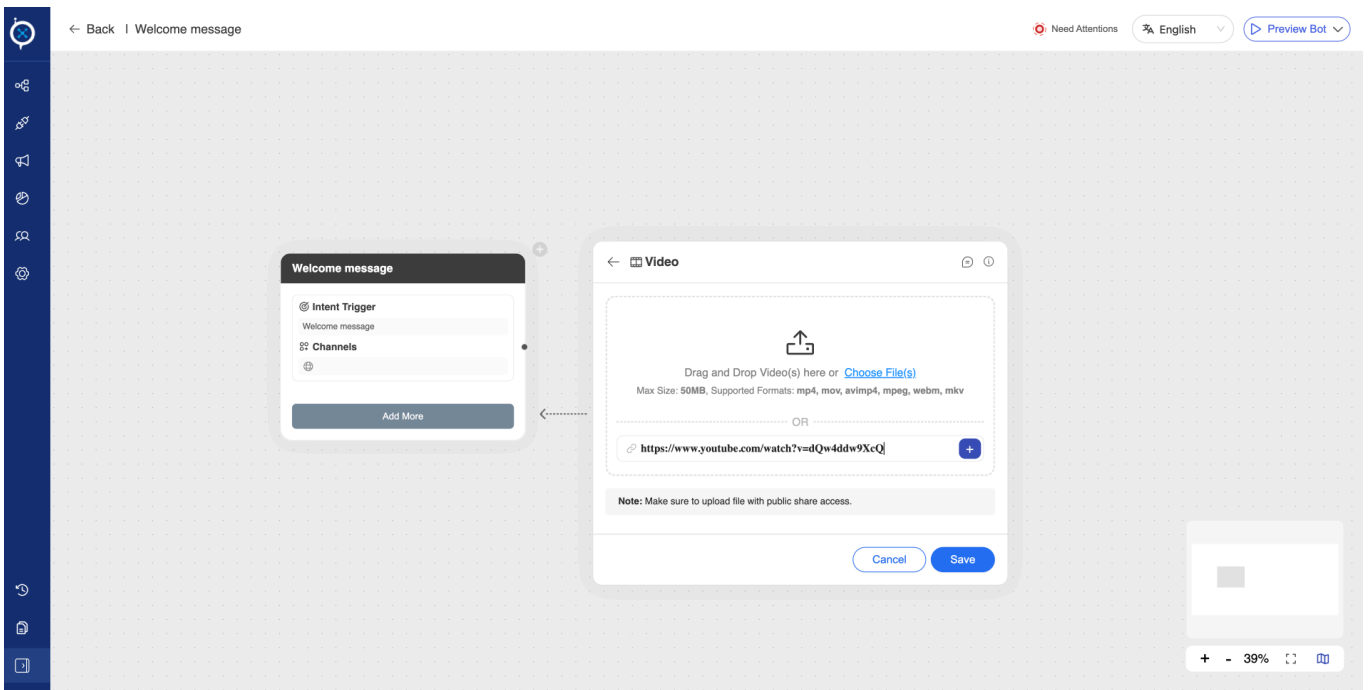 Back | Welcome message
Need Attentions
English
Preview Bot
Welcome message
Intent Trigger
Welcome message
Channels
Add More
Video
Drag and Drop Video(s) here or Choose File(s)
Max Size: 50MB, Supported Formats: mp4, mov, avimp4, mpeg, webm, mkv
OR
https://www.youtube.com/watch?v=dQw4ddw9XcQ
+
Note: Make sure to upload file with public share access.
Cancel
Save
+ - 39%